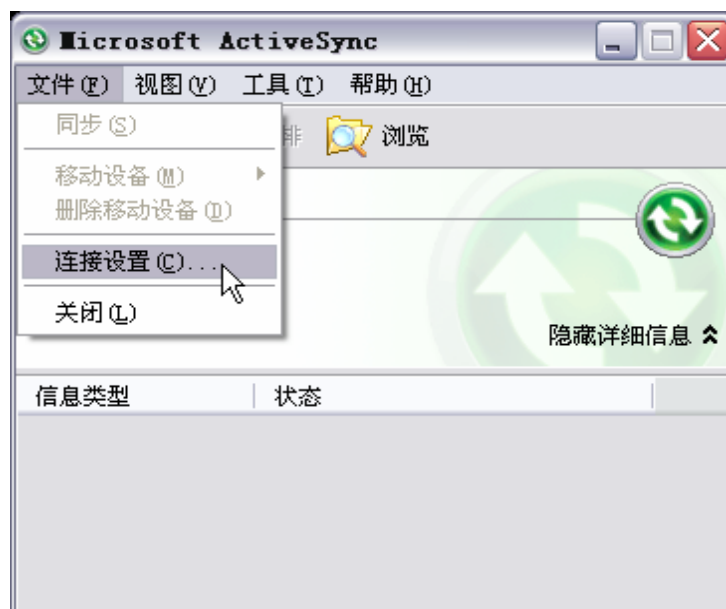 Microsoft ActiveSync
文件(F) 视图(V) 工具(T) 帮助(H)
同步(S)
排 浏览
移动设备(M)
删除移动设备(D)
连接设置(C)...
关闭(L)
隐藏详细信息
信息类型 状态